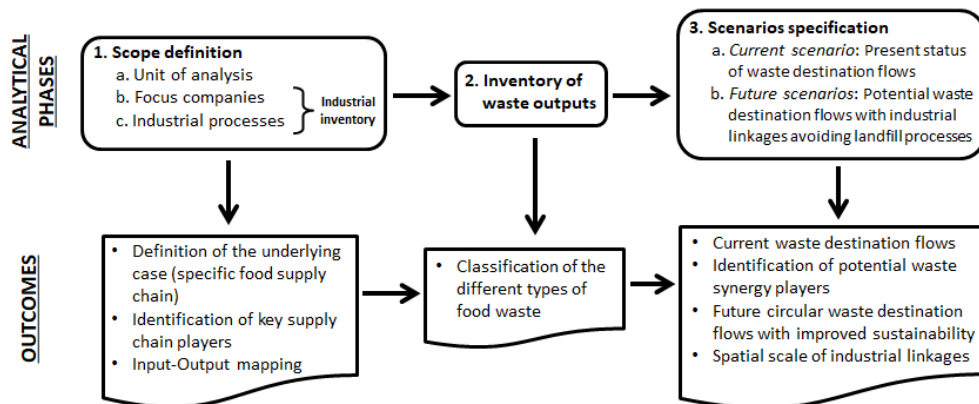 ANALYTICAL
PHASES
1. Scope definition
a. Unit of analysis
b. Focus companies
c. Industrial processes
Industrial
inventory
2. Inventory of
waste outputs
3. Scenarios specification
a. Current scenario: Present status
of waste destination flows
b. Future scenarios: Potential waste
destination flows with industrial
linkages avoiding landfill processes
OUTCOMES
• Definition of the underlying
case (specific food supply
chain)
• Identification of key supply
chain players
• Input-Output mapping
• Classification of the
different types of
food waste
• Current waste destination flows
• Identification of potential waste
synergy players
• Future circular waste destination
flows with improved sustainability
• Spatial scale of industrial linkages